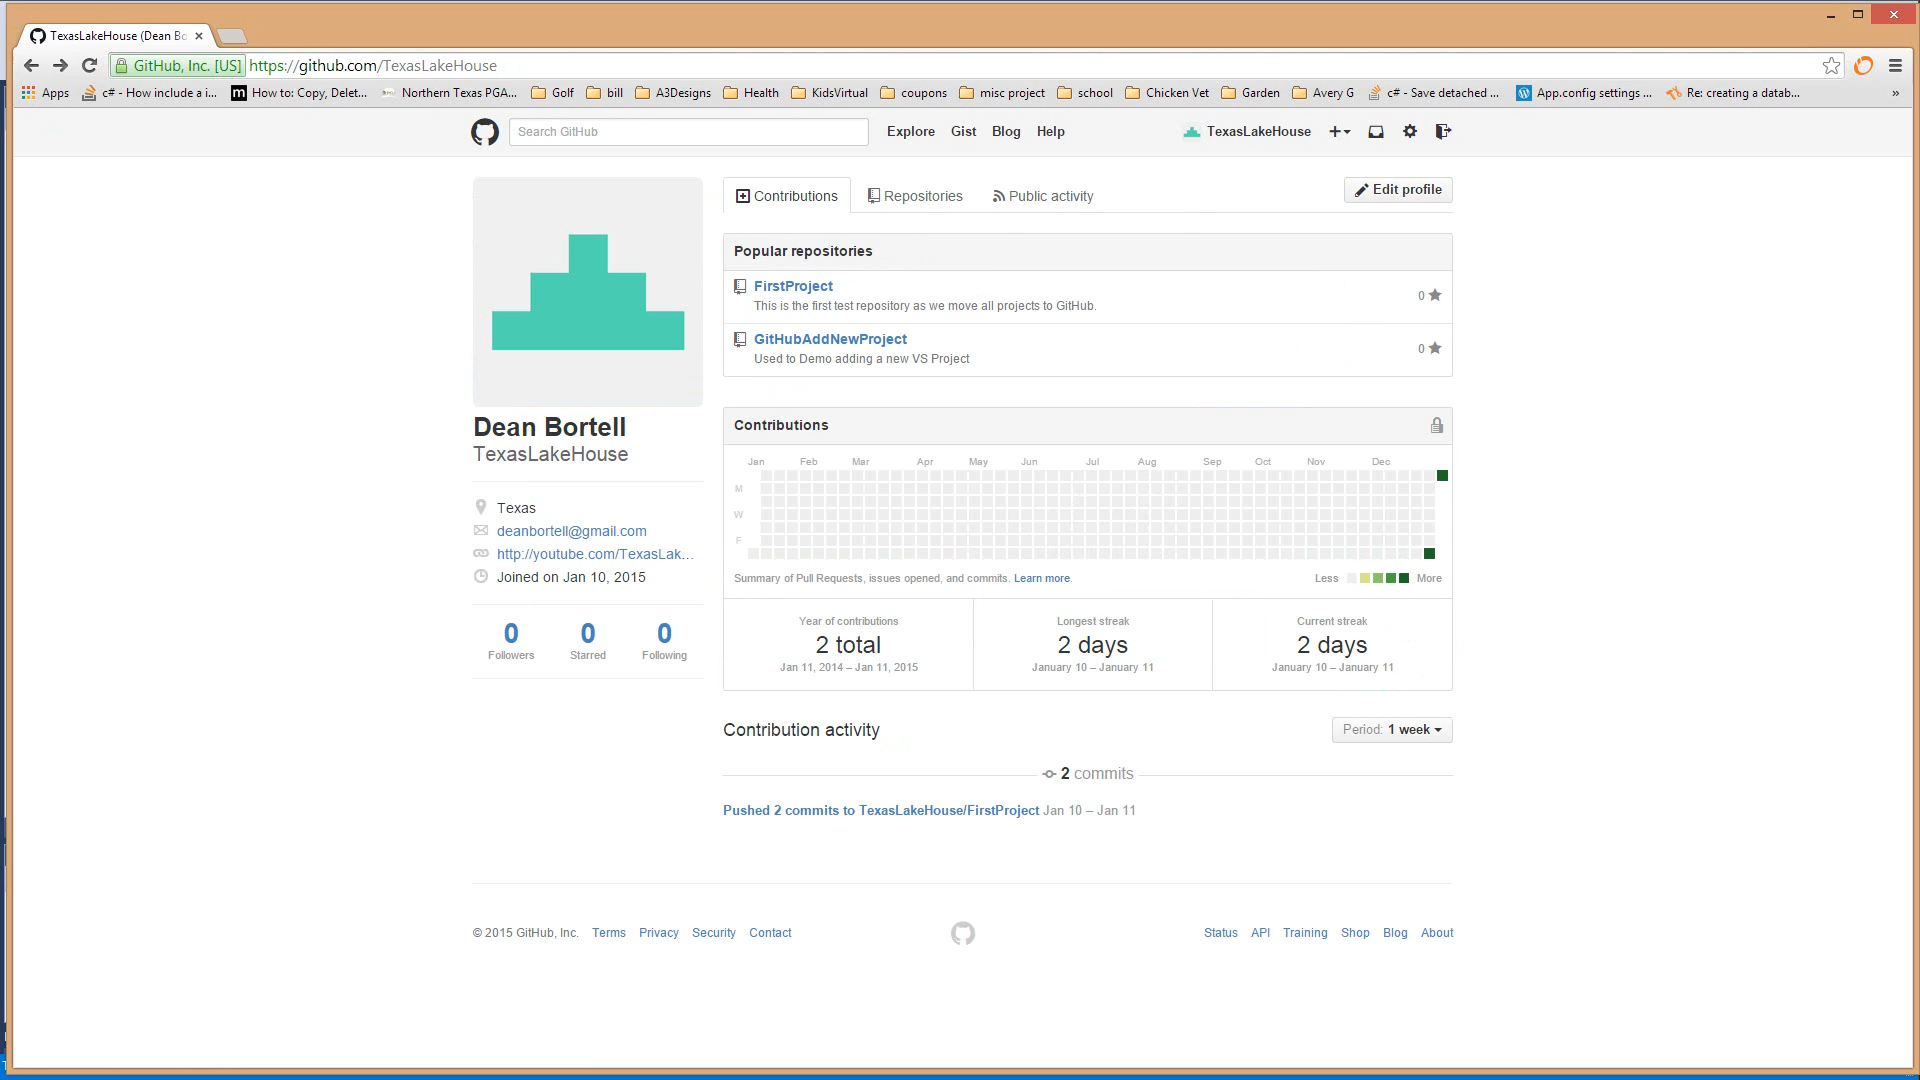 TexasLakeHouse (Dean Bo
GitHub, Inc. [US] https://github.com/TexasLakeHouse
Apps c# - How include a i... How to: Copy, Delet... Northern Texas PGA... Golf bill A3Designs Health KidsVirtual coupons misc project school Chicken Vet Garden Avery G c# - Save detached ... App.config settings ... Re: creating a datab... »
Search GitHub Explore Gist Blog Help TexasLakeHouse
Contributions Repositories Public activity Edit profile
Popular repositories
FirstProject
This is the first test repository as we move all projects to GitHub.
0
GitHubAddNewProject
Used to Demo adding a new VS Project
0
Dean Bortell
TexasLakeHouse
Texas
deanbortell@gmail.com
http://youtube.com/TexasLak...
Joined on Jan 10, 2015
0 0 0
Followers Starred Following
Contributions
Jan Feb Mar Apr May Jun Jul Aug Sep Oct Nov Dec
M
W
F
Summary of Pull Requests, issues opened, and commits. Learn more. Less More
Year of contributions
2 total
Jan 11, 2014 – Jan 11, 2015
Longest streak
2 days
January 10 – January 11
Current streak
2 days
January 10 – January 11
Contribution activity Period: 1 week
2 commits
Pushed 2 commits to TexasLakeHouse/FirstProject Jan 10 – Jan 11
© 2015 GitHub, Inc. Terms Privacy Security Contact Status API Training Shop Blog About